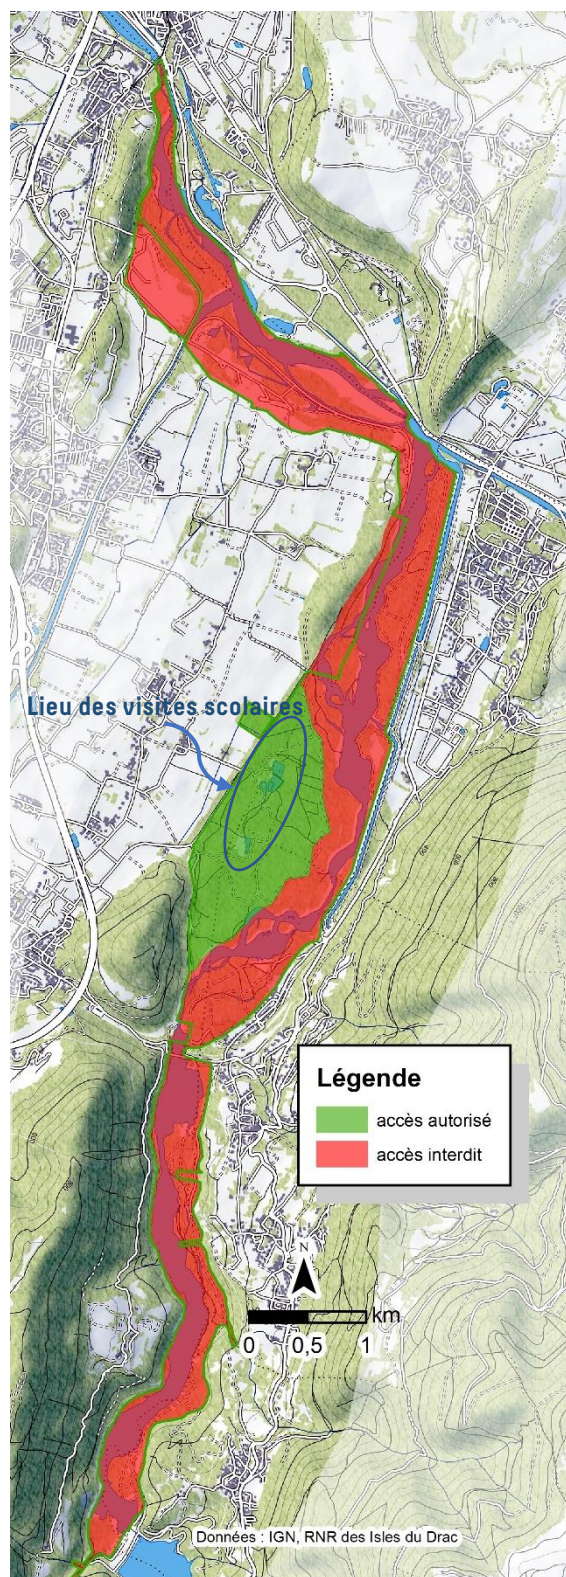 Lieu des visites scolaires
Légende
accès autorisé
accès interdit
N
km
0 0,5 1
Données : IGN, RNR des Isles du Drac